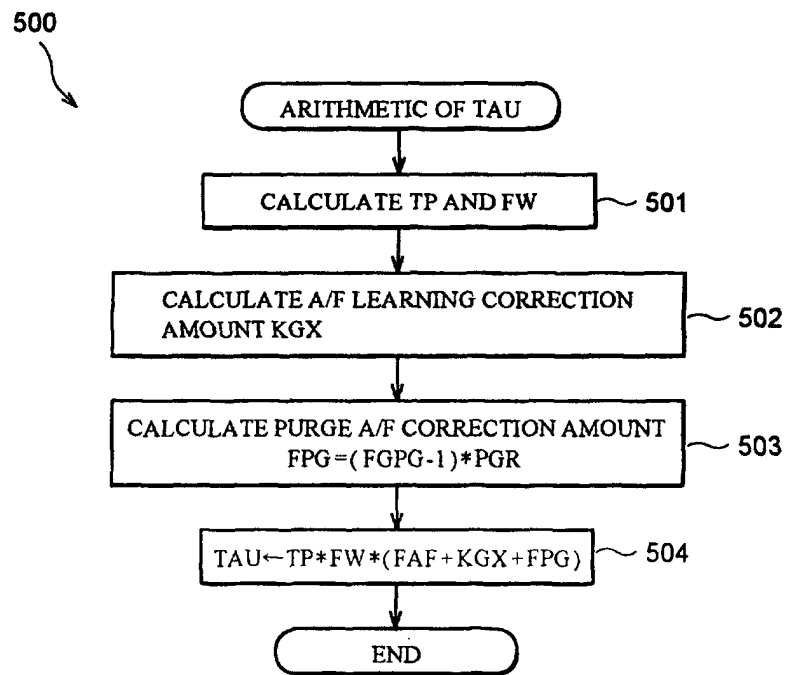 500
ARITHMETIC OF TAU
CALCULATE TP AND FW
501
CALCULATE A/F LEARNING CORRECTION
AMOUNT KGX
502
CALCULATE PURGE A/F CORRECTION AMOUNT
FPG=(FGPG-1)*PGR
503
TAU←TP*FW*(FAF+KGX+FPG)
504
END